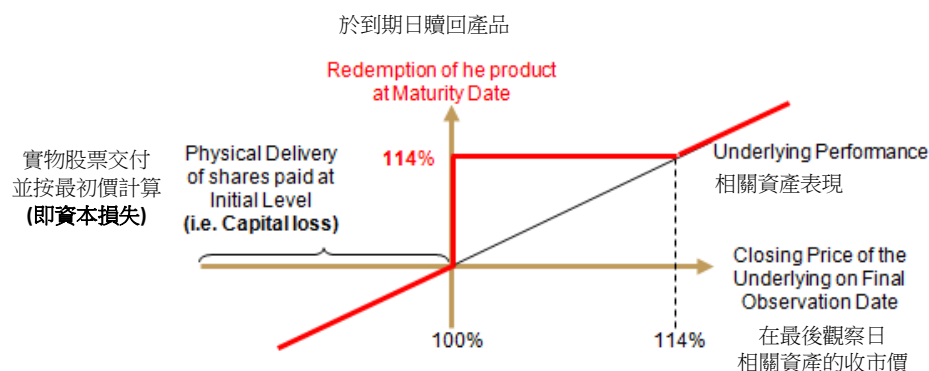 於到期日贖回產品
Redemption of he product
at Maturity Date
實物股票交付
並按最初價計算
(即資本損失)
Physical Delivery
of shares paid at
Initial Level
(i.e. Capital loss)
114%
Underlying Performance
相關資產表現
Closing Price of the
Underlying on Final
Observation Date
100%
114%
在最後觀察日
相關資產的收市價